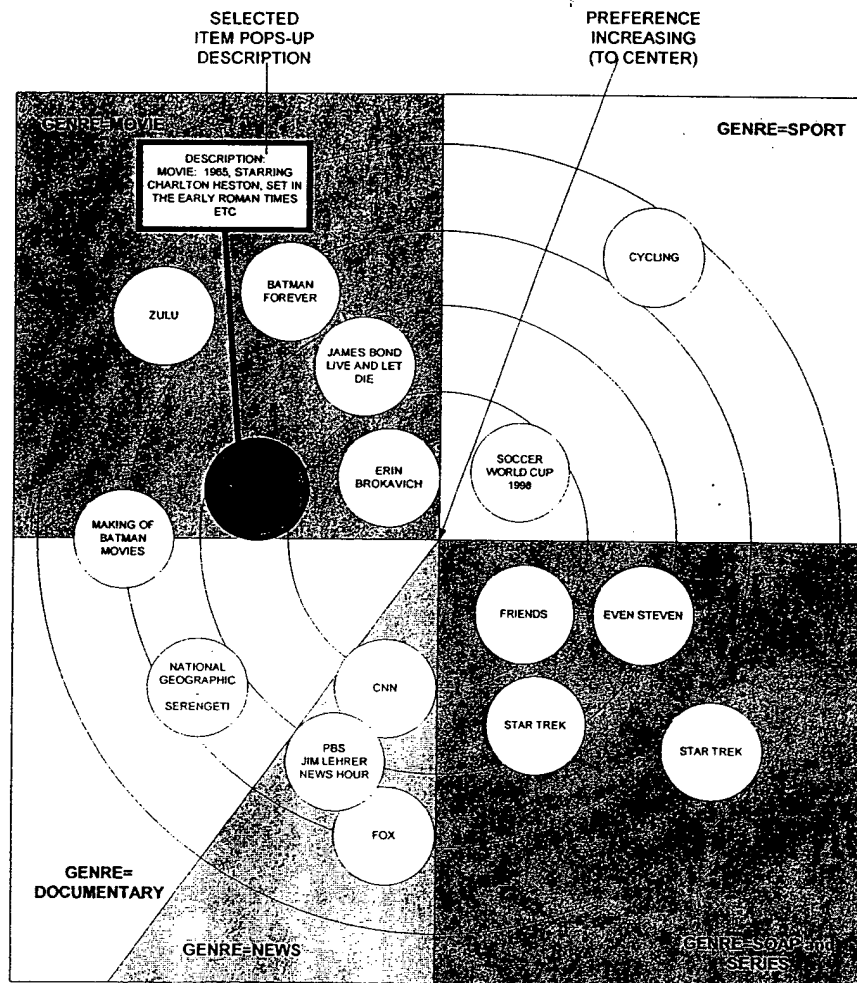 SELECTED
ITEM POPS-UP
DESCRIPTION
PREFERENCE
INCREASING
(TO CENTER)
GENRE=MOVIE
GENRE=SPORT
DESCRIPTION:
MOVIE: 1965, STARRING
CHARLTON HESTON, SET IN
THE EARLY ROMAN TIMES
ETC
CYCLING
BATMAN
FOREVER
ZULU
JAMES BOND
LIVE AND LET
DIE
ERIN
BROKAVICH
SOCCER
WORLD CUP
1998
MAKING OF
BATMAN
MOVIES
FRIENDS
EVEN STEVEN
NATIONAL
GEOGRAPHIC
-
SERENGETI
CNN
STAR TREK
STAR TREK
PBS
JIM LEHRER
NEWS HOUR
FOX
GENRE=
DOCUMENTARY
GENRE=NEWS
GENRE=SOAP and
SERIES